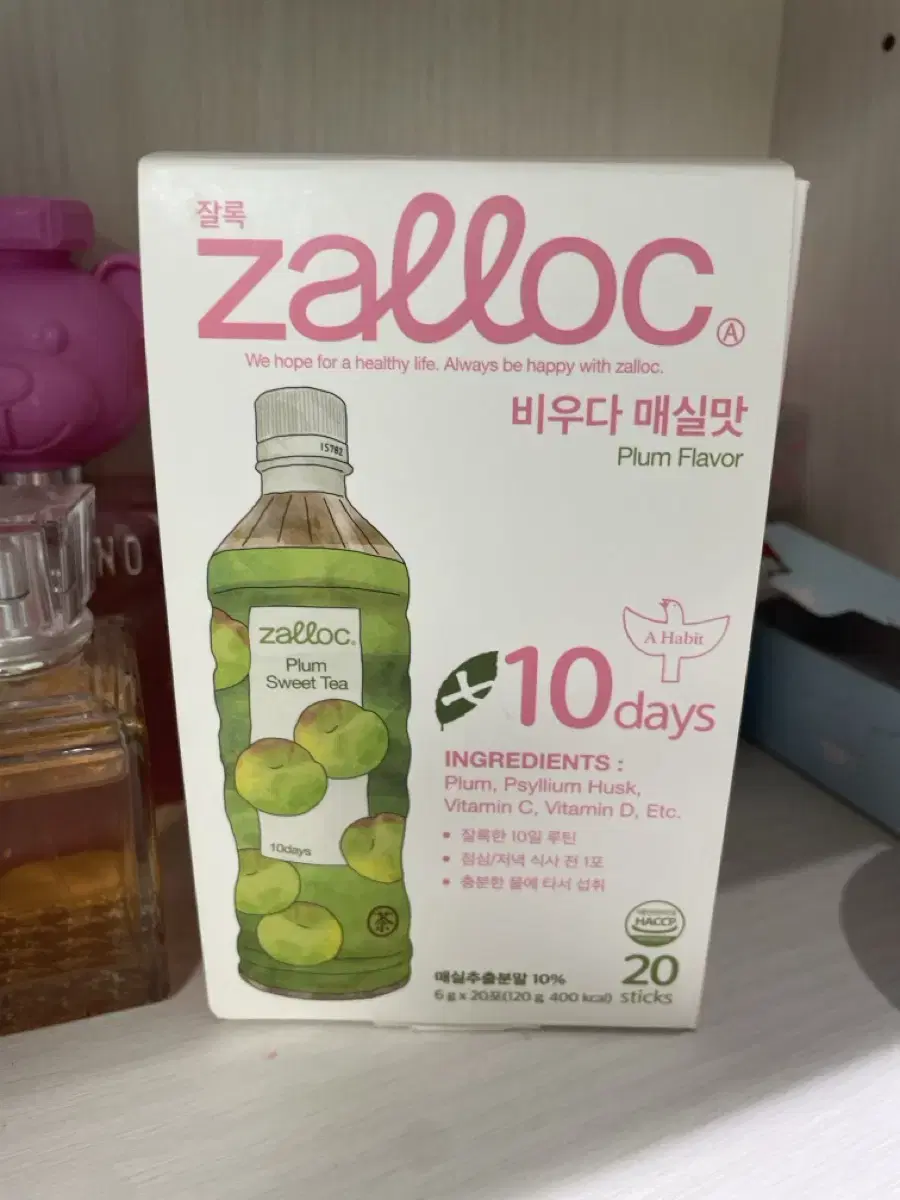 잘록
zalloc
A
We hope for a healthy life. Always be happy with zalloc.
비우다 매실맛
Plum Flavor
15782
zalloc
Plum
Sweet Tea
10days
茶
A Habit
+10days
INGREDIENTS :
Plum, Psyllium Husk,
Vitamin C, Vitamin D, Etc.
• 잘록한 10일 루틴
• 점심/저녁 식사 전 1포
• 충분한 물에 타서 섭취
HACCP
매실추출분말 10%
6 g x 20포(120 g 400 kcal)
20
sticks
NO